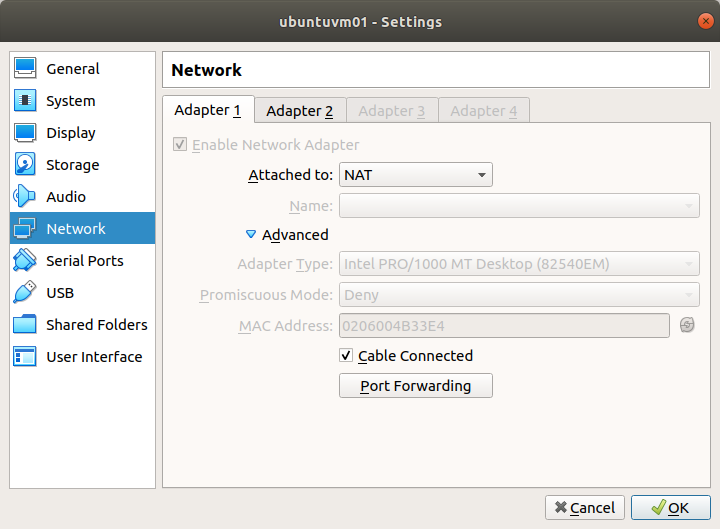 ubuntuvm01 - Settings
General
System
Display
Storage
Audio
Network
Serial Ports
USB
Shared Folders
User Interface
Network
Adapter 1 Adapter 2 Adapter 3 Adapter 4
Enable Network Adapter
Attached to: NAT
Name:
Advanced
Adapter Type: Intel PRO/1000 MT Desktop (82540EM)
Promiscuous Mode: Deny
MAC Address: 0206004B33E4
Cable Connected
Port Forwarding
Cancel OK